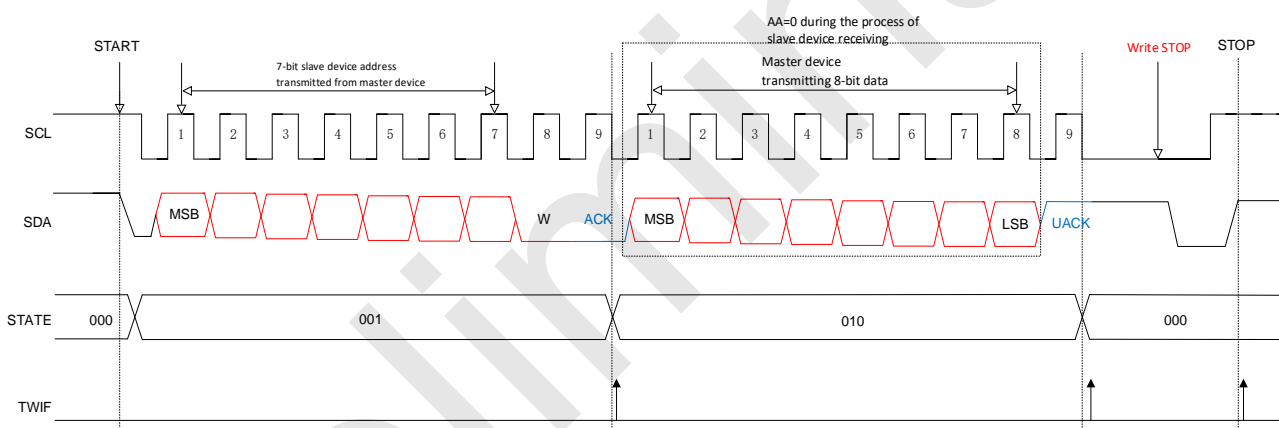 AA=0 during the process of
slave device receiving
START
Write STOP
STOP
7-bit slave device address
transmitted from master device
Master device
transmitting 8-bit data
SCL
1 2 3 4 5 6 7 8 9 1 2 3 4 5 6 7 8 9
SDA
MSB W ACK MSB LSB UACK
STATE 000 001 010 000
TWIF